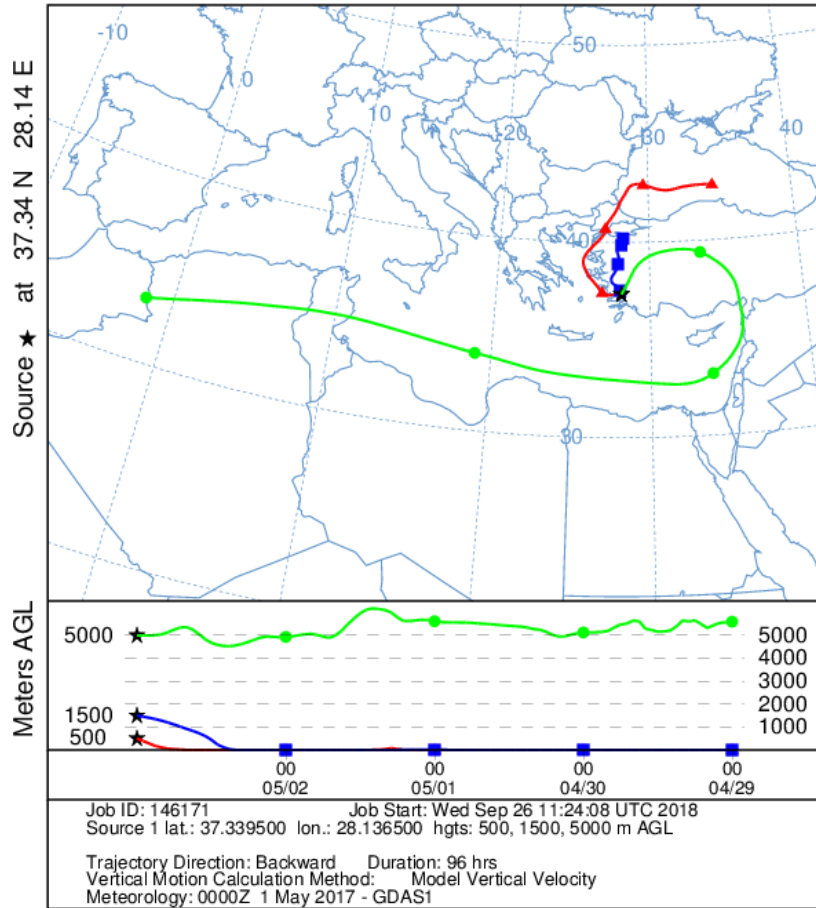 Source ★ at 37.34 N 28.14 E
-10
0
10
20
30
40
50
40
30
Meters AGL
5000
1500
500
5000
4000
3000
2000
1000
00 00 00 00
05/02 05/01 04/30 04/29
Job ID: 146171 Job Start: Wed Sep 26 11:24:08 UTC 2018
Source 1 lat.: 37.339500 lon.: 28.136500 hgts: 500, 1500, 5000 m AGL
Trajectory Direction: Backward Duration: 96 hrs
Vertical Motion Calculation Method: Model Vertical Velocity
Meteorology: 0000Z 1 May 2017 - GDAS1